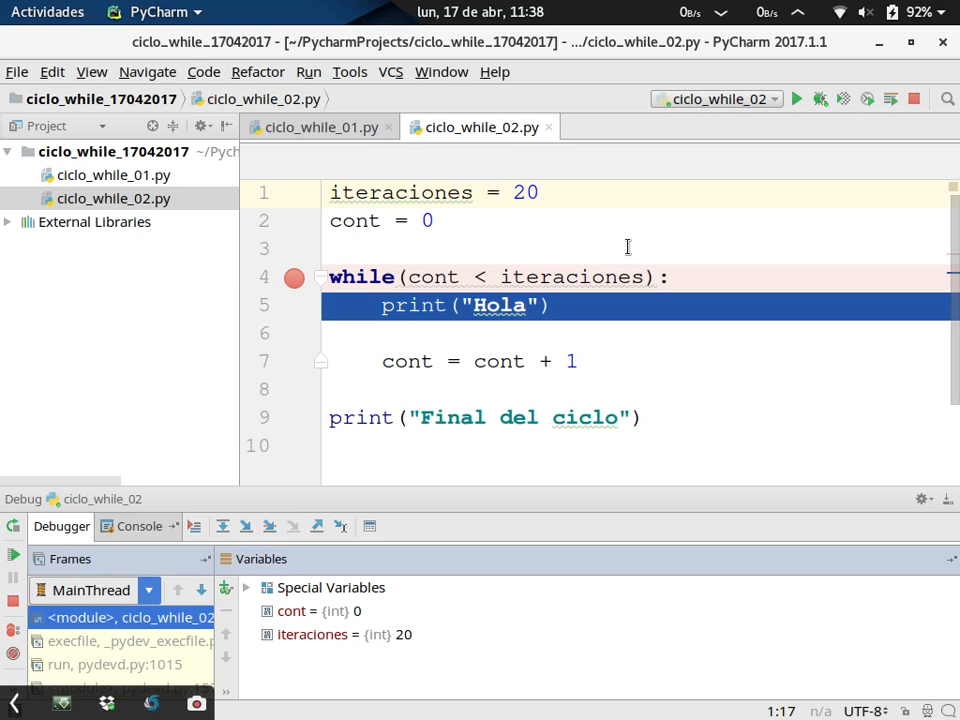 Actividades PyCharm lun, 17 de abr, 11:38 0B/s 0B/s 92%
ciclo_while_17042017 - [~/PycharmProjects/ciclo_while_17042017] - .../ciclo_while_02.py - PyCharm 2017.1.1
File Edit View Navigate Code Refactor Run Tools VCS Window Help
ciclo_while_17042017 ciclo_while_02.py ciclo_while_02
Project ciclo_while_01.py ciclo_while_02.py
ciclo_while_17042017 ~/Pych
ciclo_while_01.py
ciclo_while_02.py
External Libraries
1 iteraciones = 20
2 cont = 0
3
4 while(cont < iteraciones):
5 print("Hola")
6
7 cont = cont + 1
8
9 print("Final del ciclo")
10
Debug ciclo_while_02
Debugger Console
Frames Variables
MainThread
Special Variables
<module>, ciclo_while_02
cont = {int} 0
execfile, _pydev_execfile.p
iteraciones = {int} 20
run, pydevd.py:1015
1:17 n/a UTF-8